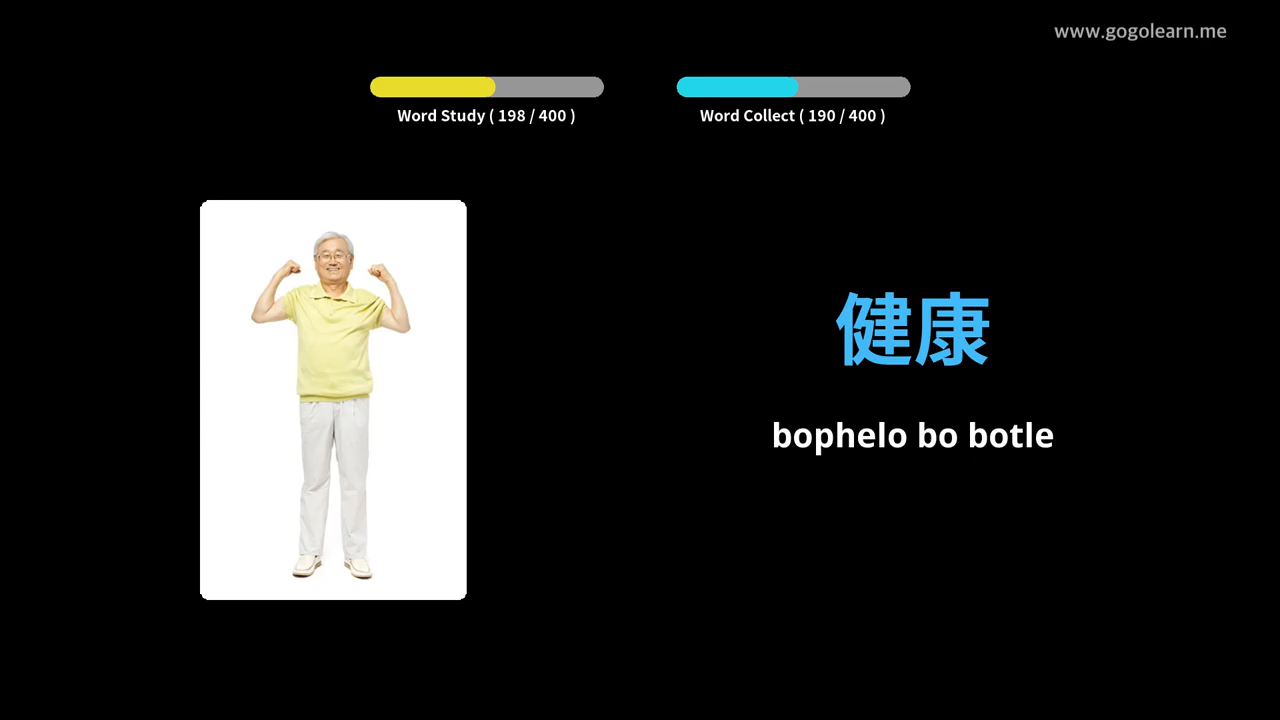 www.gogolearn.me
Word Study ( 198 / 400 )
Word Collect ( 190 / 400 )
健康
bophelo bo botle